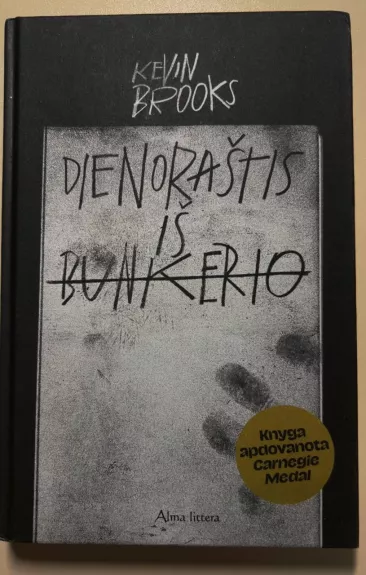 KEVIN
BROOKS
DIENORAŠTIS
IŠ
BUNKERIO
Knyga
apdovanota
Carnegie
Medal
Alma littera